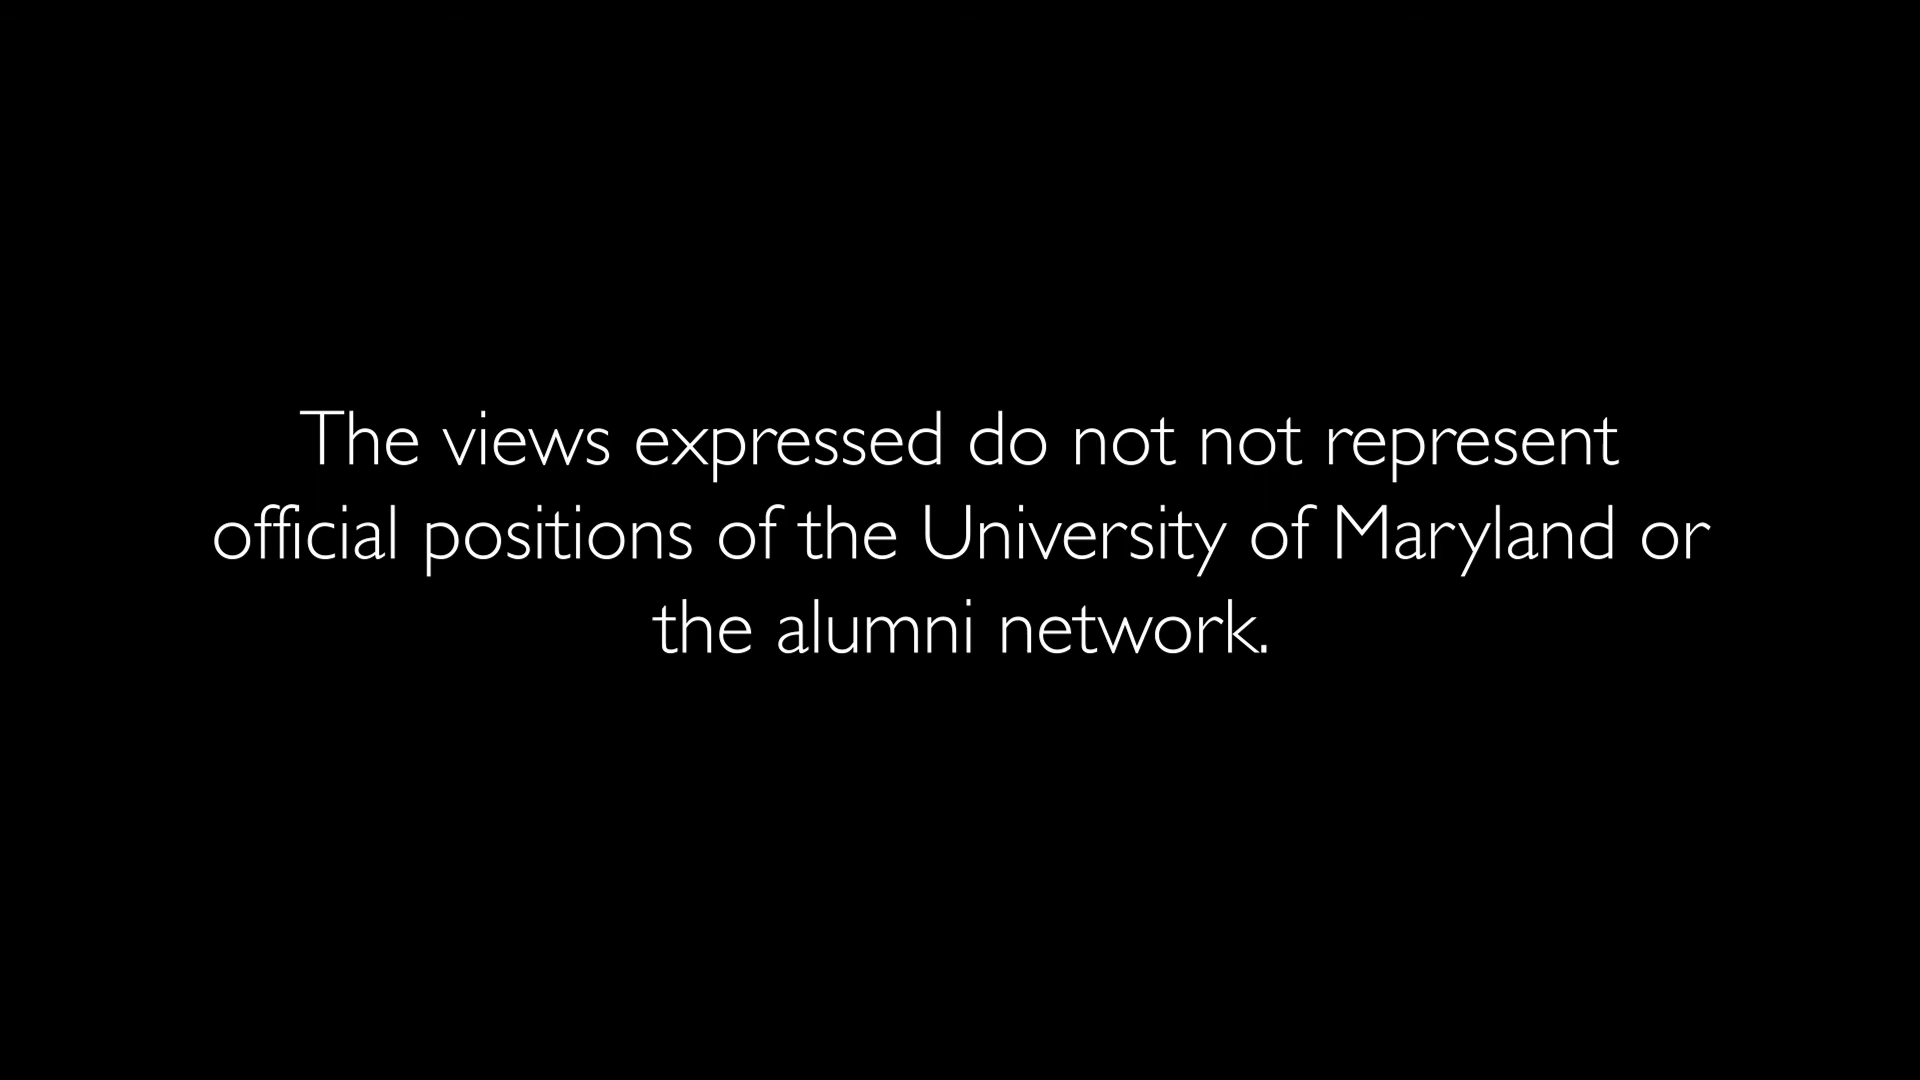 The views expressed do not not represent
official positions of the University of Maryland or
the alumni network.